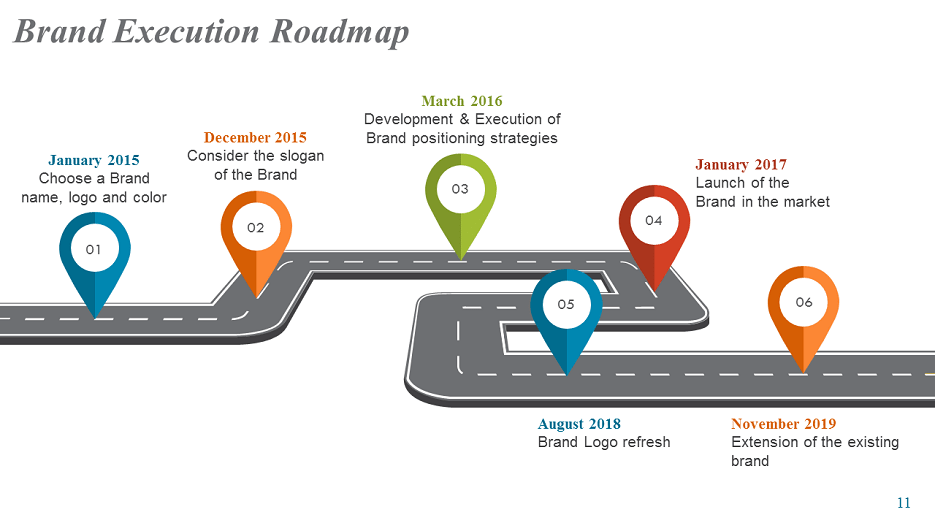 Brand Execution Roadmap
January 2015
Choose a Brand
name, logo and color
01
December 2015
Consider the slogan
of the Brand
02
March 2016
Development & Execution of
Brand positioning strategies
03
January 2017
Launch of the
Brand in the market
04
05
August 2018
Brand Logo refresh
06
November 2019
Extension of the existing
brand
11